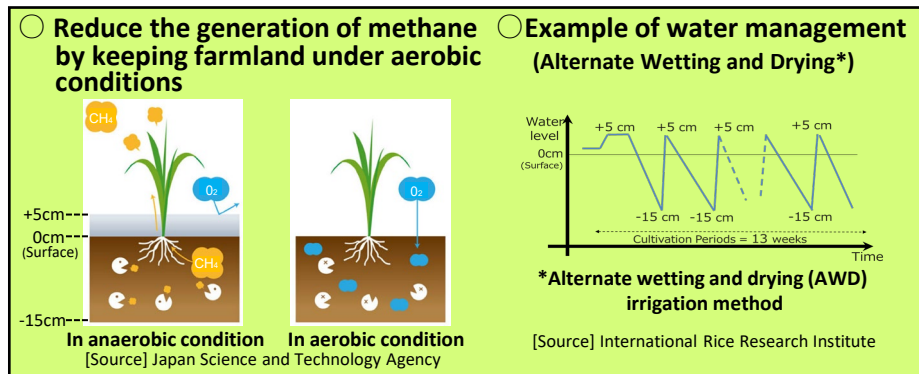 ○ Reduce the generation of methane
by keeping farmland under aerobic
conditions
CH4
O2
+5cm
0cm
(Surface)
CH4
-15cm
In anaerobic condition
O2
In aerobic condition
[Source] Japan Science and Technology Agency
○Example of water management
(Alternate Wetting and Drying*)
Water
level
0cm
(Surface)
+5 cm
+5 cm
+5 cm
+5 cm
-15 cm
-15 cm
-15 cm
Cultivation Periods = 13 weeks
Time
*Alternate wetting and drying (AWD)
irrigation method
[Source] International Rice Research Institute